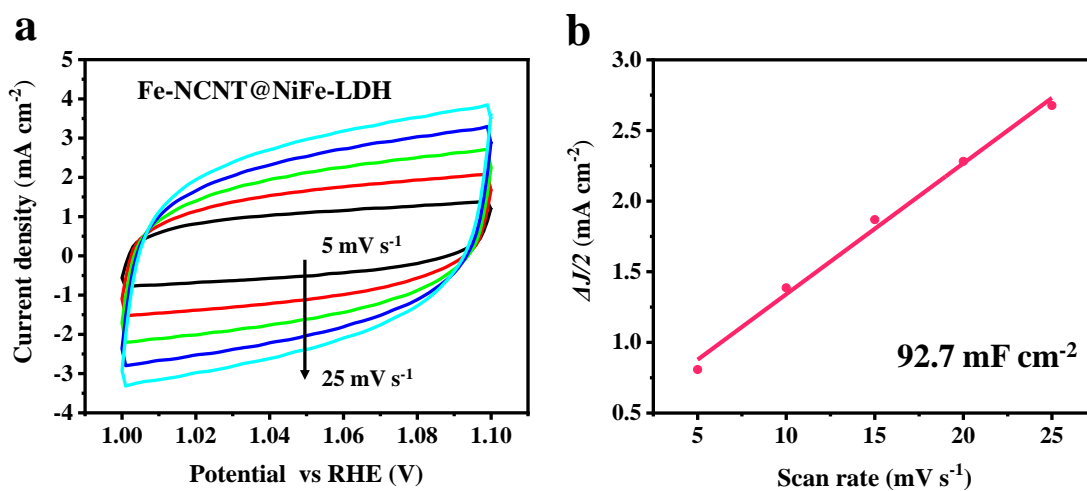 a
Fe-NCNT@NiFe-LDH
5 mV s⁻¹
25 mV s⁻¹
Current density (mA cm⁻²)
5
4
3
2
1
0
-1
-2
-3
-4
1.00 1.02 1.04 1.06 1.08 1.10
Potential vs RHE (V)
b
92.7 mF cm⁻²
ΔJ/2 (mA cm⁻²)
3.0
2.5
2.0
1.5
1.0
0.5
5 10 15 20 25
Scan rate (mV s⁻¹)